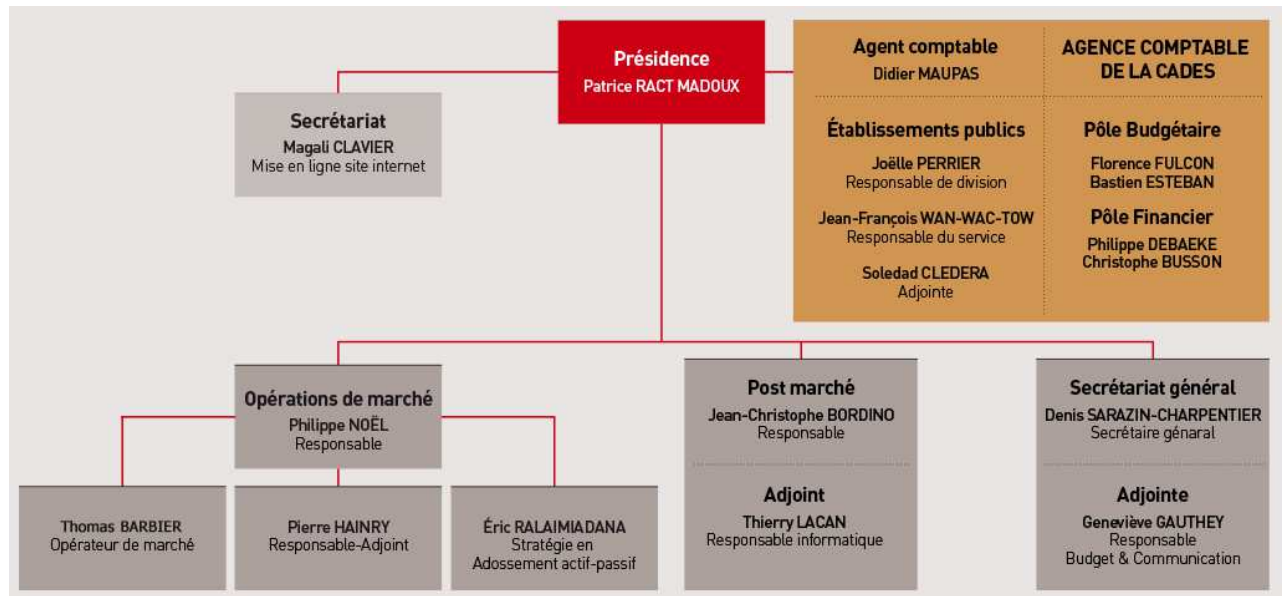 Présidence
Patrice RACT MADOUX
Secrétariat
Magali CLAVIER
Mise en ligne site internet
Agent comptable
Didier MAUPAS
AGENCE COMPTABLE
DE LA CADES
Établissements publics
Joëlle PERRIER
Responsable de division
Jean-François WAN-WAC-TOW
Responsable du service
Soledad CLEDERA
Adjointe
Pôle Budgétaire
Florence FULCON
Bastien ESTEBAN
Pôle Financier
Philippe DEBAEKE
Christophe BUSSON
Opérations de marché
Philippe NOËL
Responsable
Thomas BARBIER
Opérateur de marché
Pierre HAINRY
Responsable-Adjoint
Éric RALAIMIADANA
Stratégie en
Adossement actif-passif
Post marché
Jean-Christophe BORDINO
Responsable
Adjoint
Thierry LACAN
Responsable informatique
Secrétariat général
Denis SARAZIN-CHARPENTIER
Secrétaire génaral
Adjointe
Geneviève GAUTHEY
Responsable
Budget & Communication